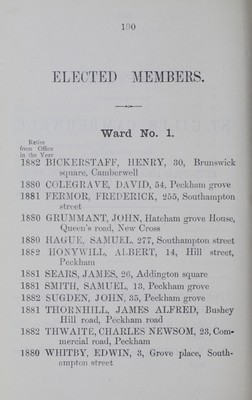 190
ELECTED MEMBERS.
Ward No. 1.
Retire
from Office
in the Year
1882 BICKERSTAFF, HENRY, 30, Brunswick
square, Camberwell
1880 COLEGRAVE, DAVID, 54, Peckham grove
1881 FERMOR, FREDERICK, 255, Southampton
street
1880 GRUMMANT, JOHN, Hatcham grove House,
Queen's road, New Cross
1880 HAGUE, SAMUEL, 277, Southampton street
1882 HONYWILL, ALBERT, 14, Hill street,
Peckham
1881 SEARS, JAMES, 26, Addington square
1881 SMITH, SAMUEL, 13, Peckham grove
1882 SUGDEN, JOHN, 35, Peckham grove
1881 THORNHILL, JAMES ALFRED, Bushey
Hill road, Peckham road
1882 THWAITE, CHARLES NEWSOM, 23, Com-
mercial road, Peckham
1880 WHITBY, EDWIN, 3, Grove place, South-
ampton street